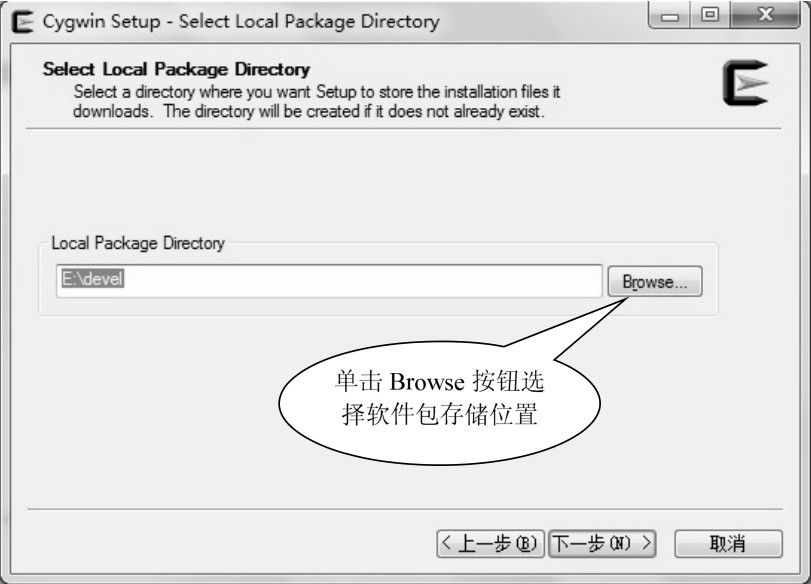 Cygwin Setup - Select Local Package Directory
Select Local Package Directory
Select a directory where you want Setup to store the installation files it
downloads. The directory will be created if it does not already exist.
Local Package Directory
E:\devel
Browse...
单击 Browse 按钮选
择软件包存储位置
< 上一步(B)
下一步(N) >
取消